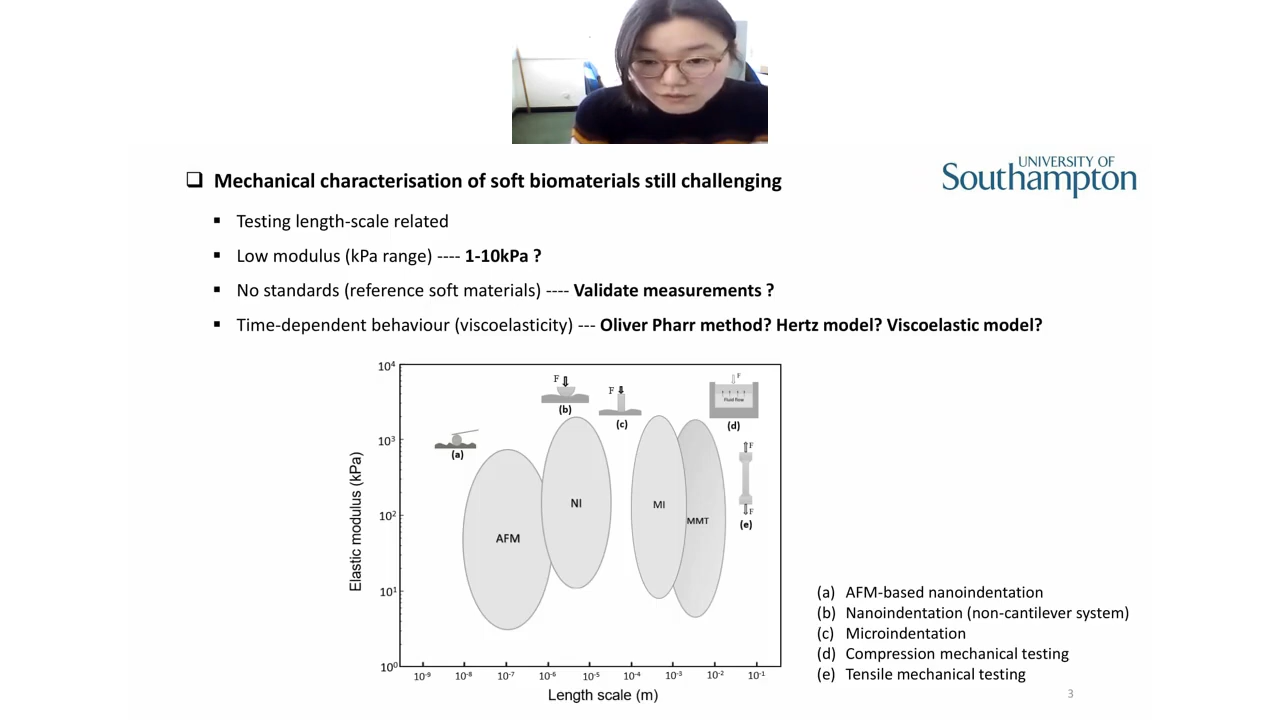 Mechanical characterisation of soft biomaterials still challenging
UNIVERSITY OF
Southampton
Testing length-scale related
Low modulus (kPa range) ---- 1-10kPa ?
No standards (reference soft materials) ---- Validate measurements ?
Time-dependent behaviour (viscoelasticity) --- Oliver Pharr method? Hertz model? Viscoelastic model?
10⁴
10³
10²
10¹
10⁰
Elastic modulus (kPa)
(a)
F
(b)
F
(c)
F
Fluid flow
(d)
F
F
(e)
AFM
NI
MI
MMT
10⁻⁹ 10⁻⁸ 10⁻⁷ 10⁻⁶ 10⁻⁵ 10⁻⁴ 10⁻³ 10⁻² 10⁻¹
Length scale (m)
(a) AFM-based nanoindentation
(b) Nanoindentation (non-cantilever system)
(c) Microindentation
(d) Compression mechanical testing
(e) Tensile mechanical testing
3